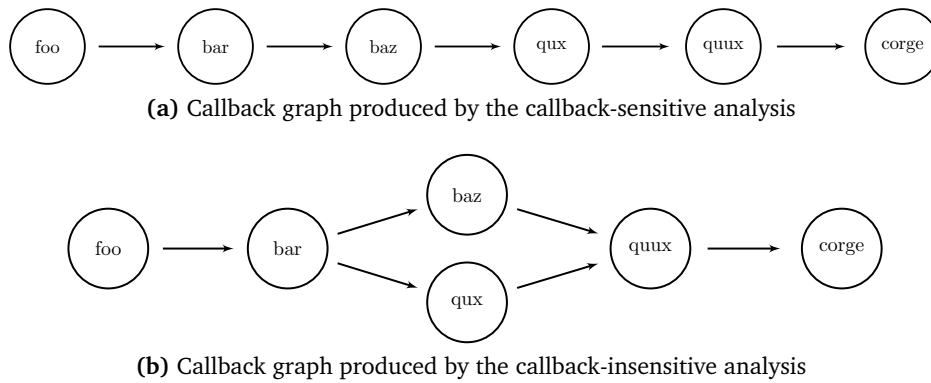 foo bar baz qux quux corge
(a) Callback graph produced by the callback-sensitive analysis
baz
foo bar quux corge
qux
(b) Callback graph produced by the callback-insensitive analysis